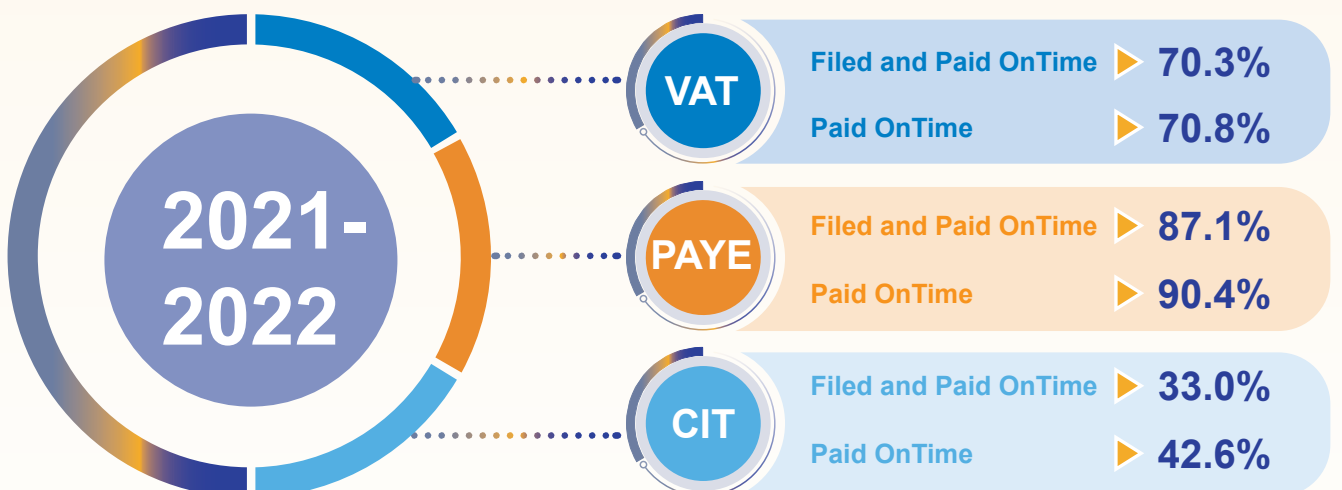 2021-
2022
VAT
Filed and Paid OnTime 70.3%
Paid OnTime 70.8%
PAYE
Filed and Paid OnTime 87.1%
Paid OnTime 90.4%
CIT
Filed and Paid OnTime 33.0%
Paid OnTime 42.6%